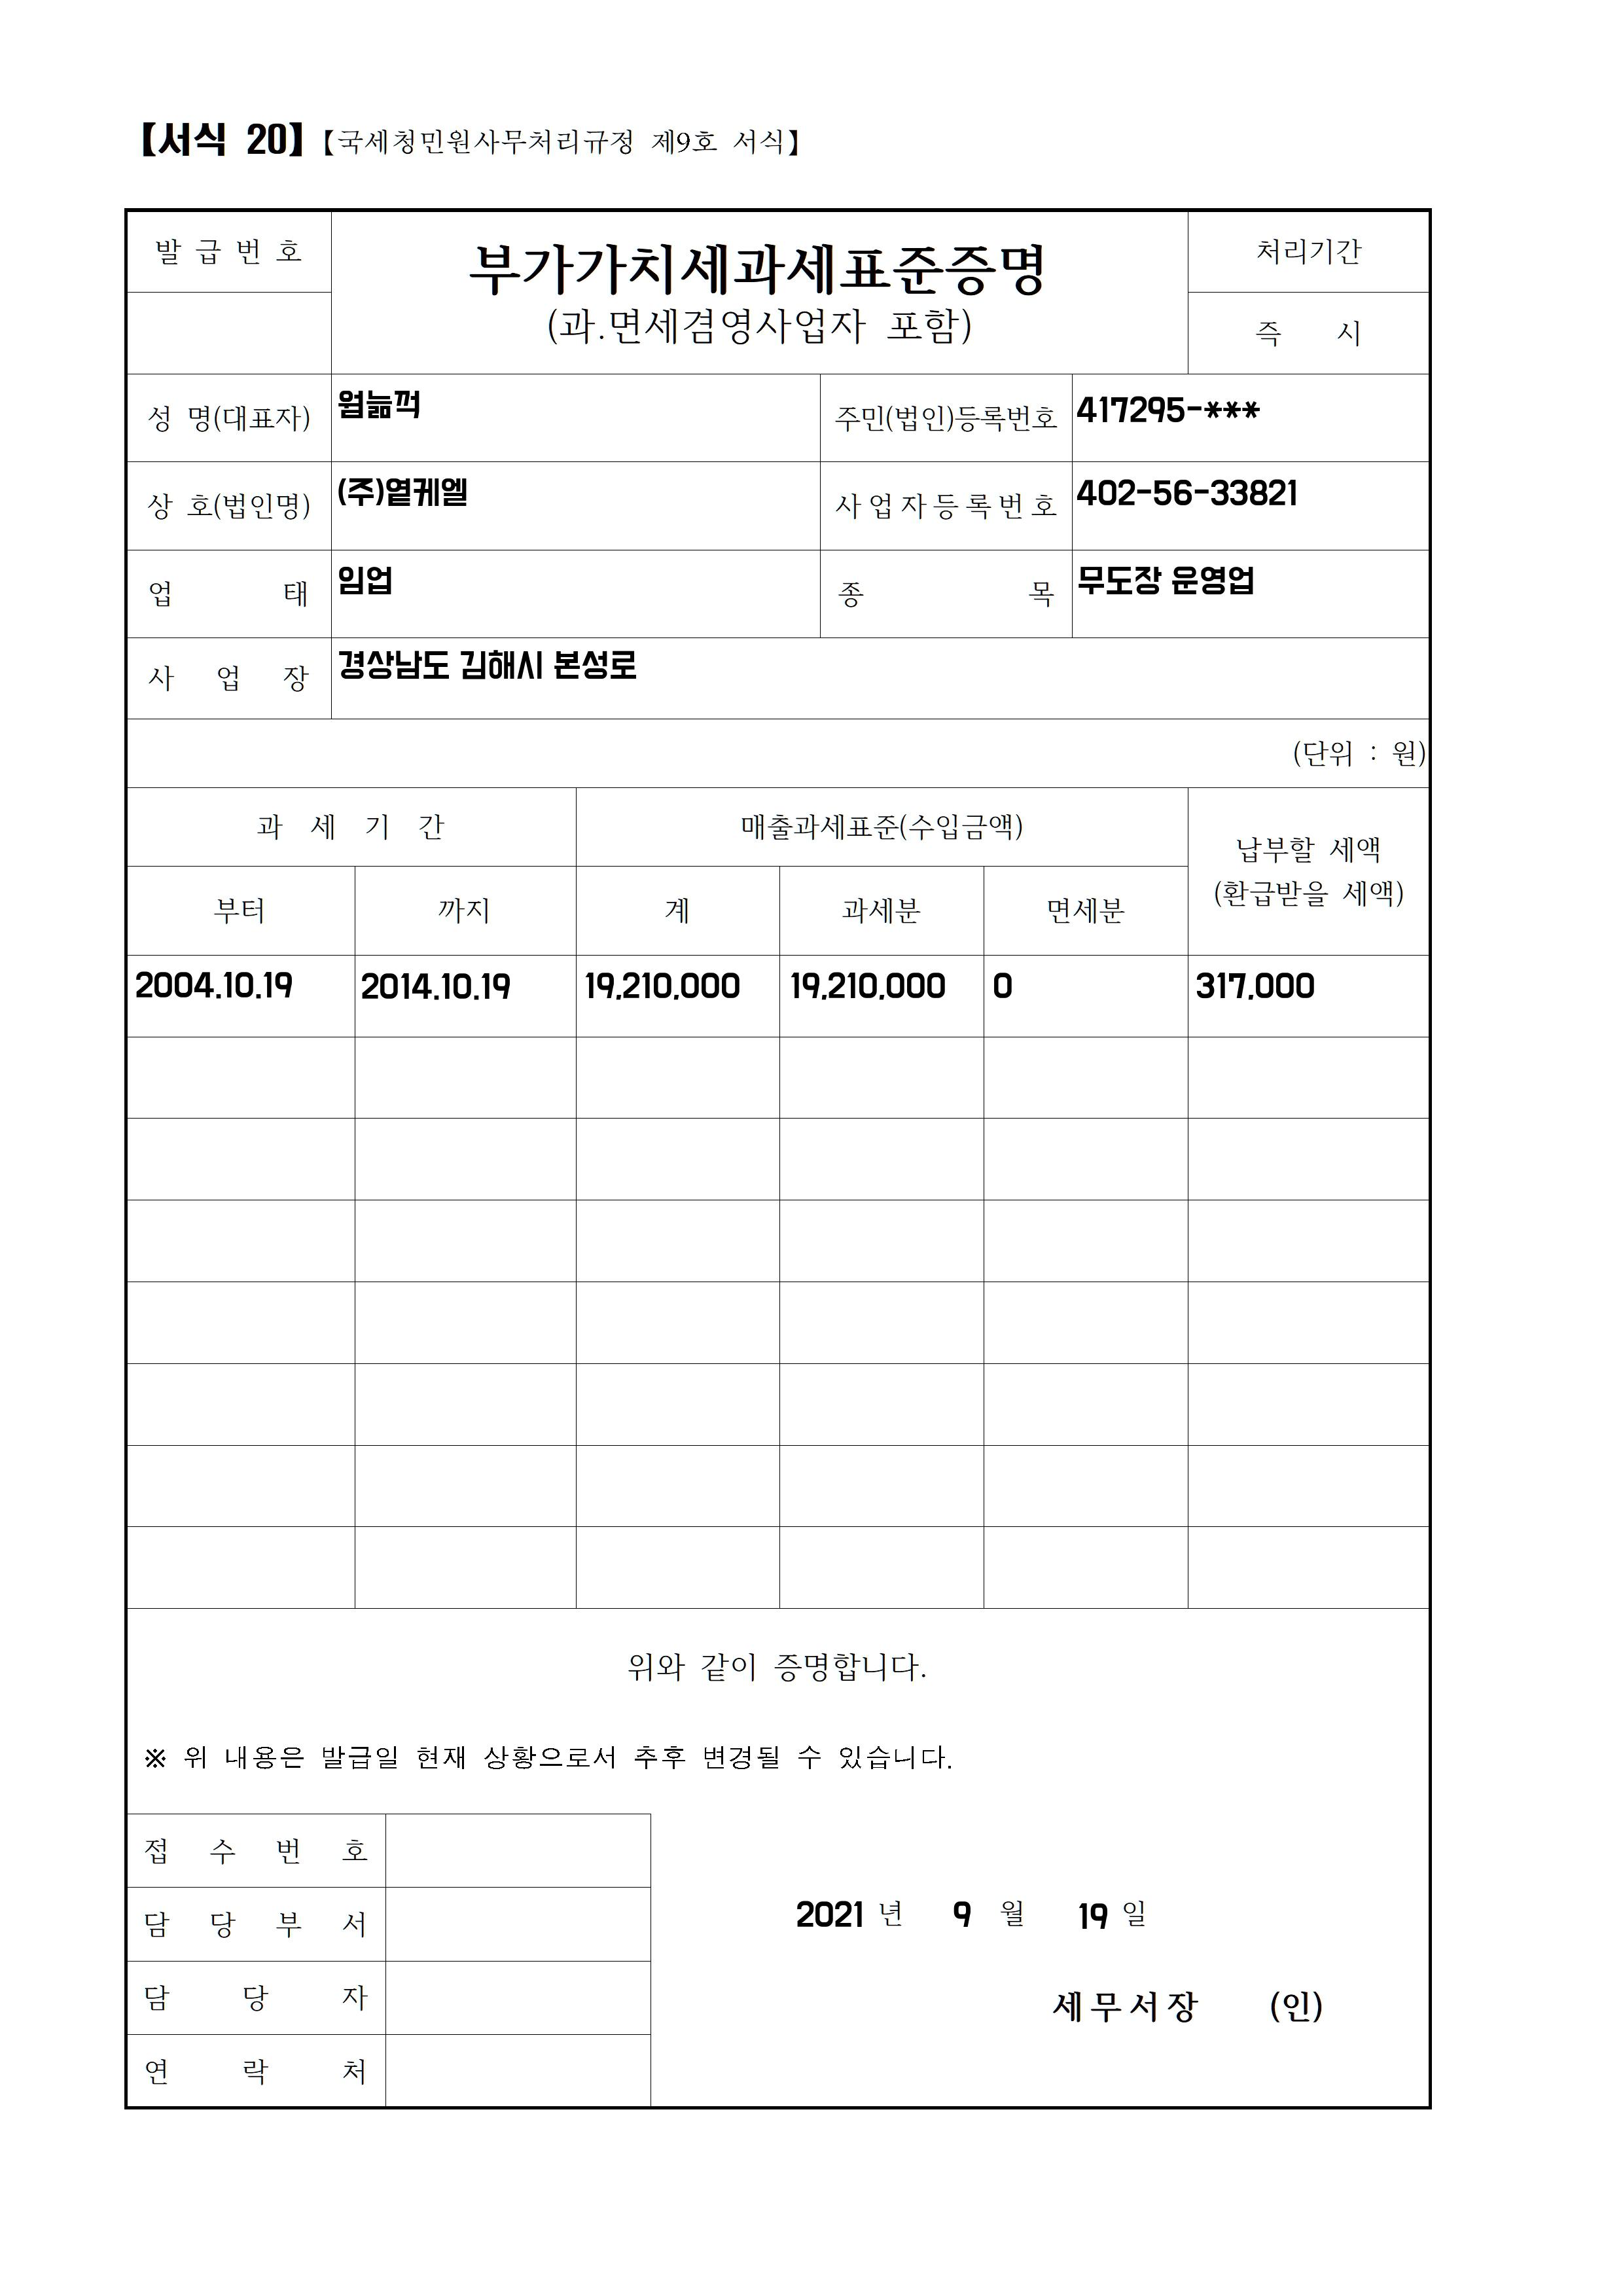 【서식 20】【국세청민원사무처리규정 제9호 서식】
발 급 번 호
부가가치세과세표준증명
(과.면세겸영사업자 포함)
처리기간
즉 시
성 명(대표자) 웜늚꺽 주민(법인)등록번호 417295-***
상 호(법인명) (주)열케엘 사업자등록번호 402-56-33821
업 태 임업 종 목 무도장 운영업
사 업 장 경상남도 김해시 본성로
(단위 : 원)
과 세 기 간 매출과세표준(수입금액) 납부할 세액
(환급받을 세액)
부터 까지 계 과세분 면세분
2004.10.19 2014.10.19 19,210,000 19,210,000 0 317,000
위와 같이 증명합니다.
※ 위 내용은 발급일 현재 상황으로서 추후 변경될 수 있습니다.
접 수 번 호
담 당 부 서
담 당 자
연 락 처
2021 년 9 월 19 일
세무서장 (인)